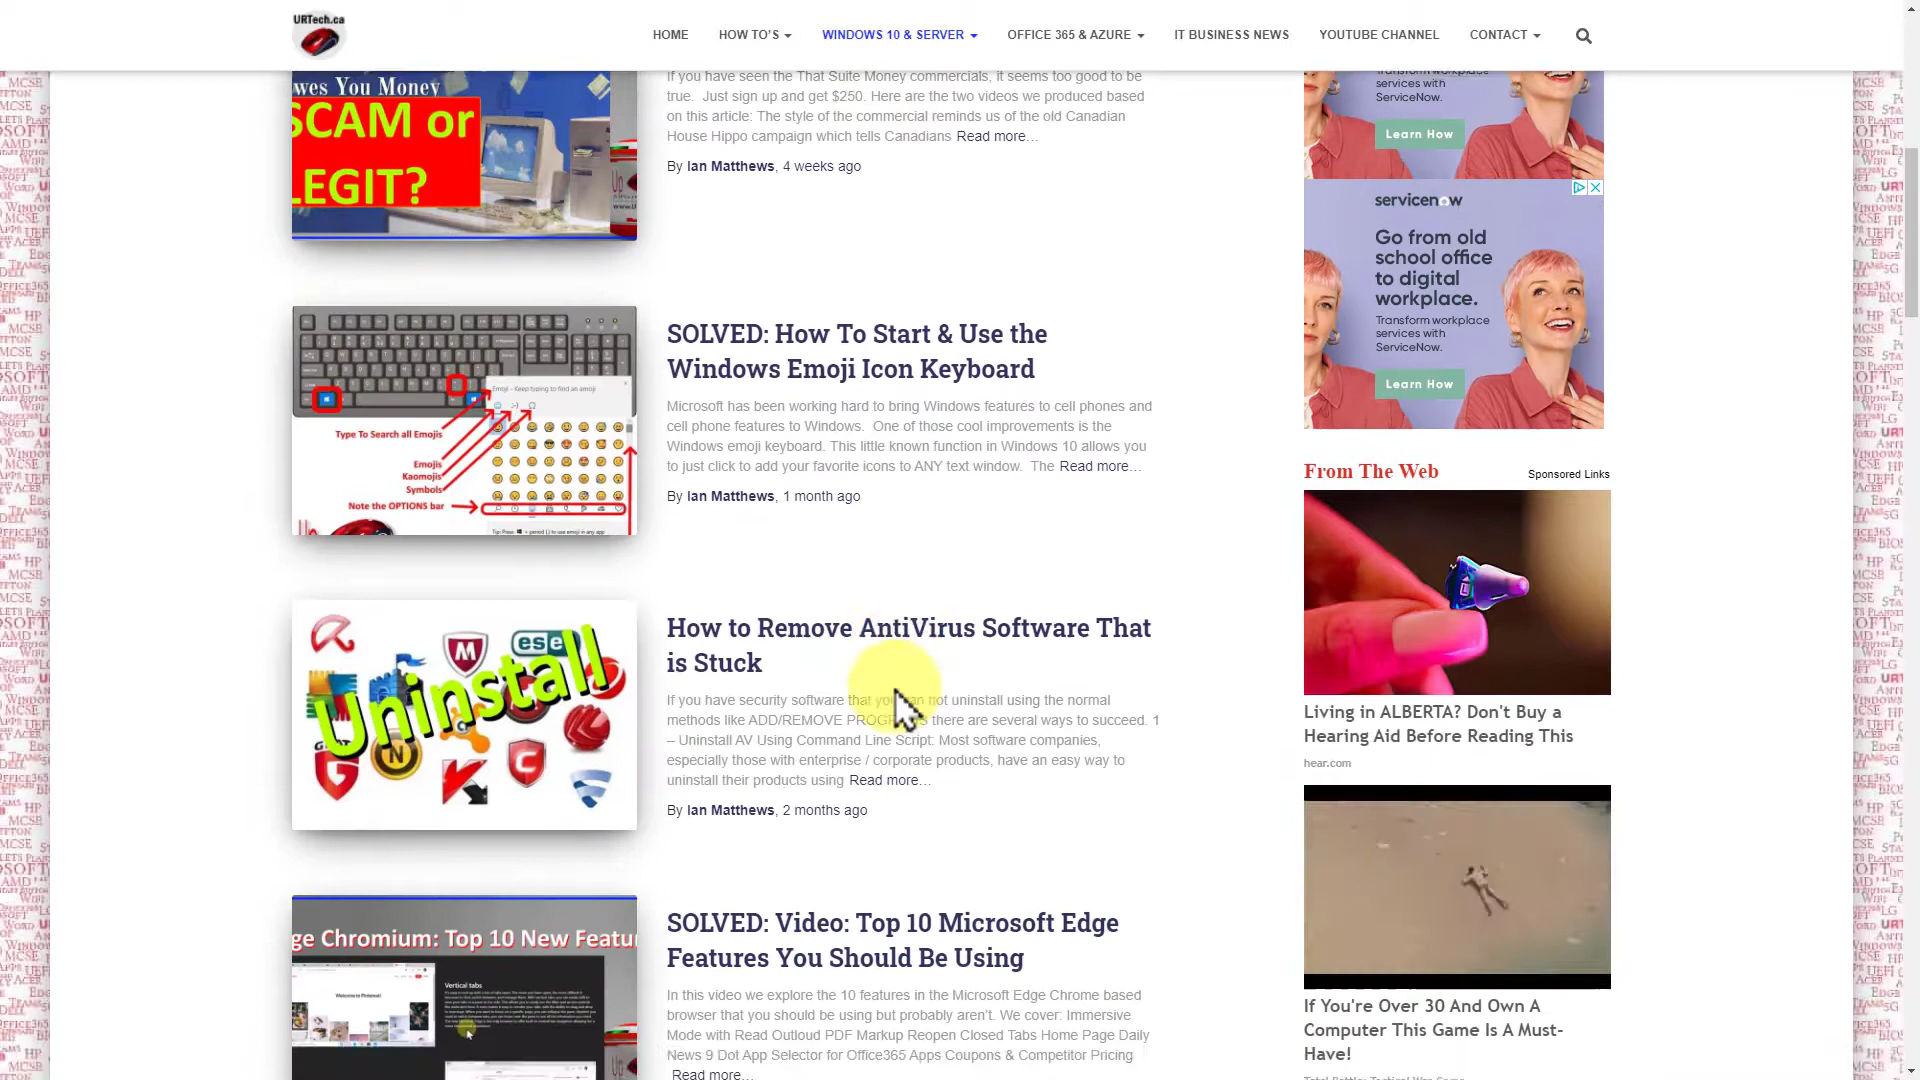 URTech.ca
HOME
HOW TO'S
WINDOWS 10 & SERVER
OFFICE 365 & AZURE
IT BUSINESS NEWS
YOUTUBE CHANNEL
CONTACT
wes You Money
SCAM or
LEGIT?
If you have seen the That Suite Money commercials, it seems too good to be
true.  Just sign up and get $250. Here are the two videos we produced based
on this article: The style of the commercial reminds us of the old Canadian
House Hippo campaign which tells Canadians Read more…
By Ian Matthews, 4 weeks ago
Emoji - Keep typing to find an emoji
Type To Search all Emojis
Emojis
Kaomojis
Symbols
Note the OPTIONS bar
SOLVED: How To Start & Use the
Windows Emoji Icon Keyboard
Microsoft has been working hard to bring Windows features to cell phones and
cell phone features to Windows.  One of those cool improvements is the
Windows emoji keyboard. This little known function in Windows 10 allows you
to just click to add your favorite icons to ANY text window.  The Read more…
By Ian Matthews, 1 month ago
eset
Uninstall
How to Remove AntiVirus Software That
is Stuck
If you have security software that you can not uninstall using the normal
methods like ADD/REMOVE there are several ways to succeed. 1
– Uninstall AV Using Command Line Script: Most software companies,
especially those with enterprise / corporate products, have an easy way to
uninstall their products using Read more…
By Ian Matthews, 2 months ago
ge Chromium: Top 10 New Featu
Vertical tabs
SOLVED: Video: Top 10 Microsoft Edge
Features You Should Be Using
In this video we explore the 10 features in the Microsoft Edge Chrome based
browser that you should be using but probably aren't. We cover: Immersive
Mode with Read Outloud PDF Markup Reopen Closed Tabs Home Page Daily
News 9 Dot App Selector for Office365 Apps Coupons & Competitor Pricing
Read more…
services with
ServiceNow.
Learn How
servicenow
Go from old
school office
to digital
workplace.
Transform workplace
services with
ServiceNow.
Learn How
From The Web
Sponsored Links
Living in ALBERTA? Don't Buy a
Hearing Aid Before Reading This
hear.com
If You're Over 30 And Own A
Computer This Game Is A Must-
Have!